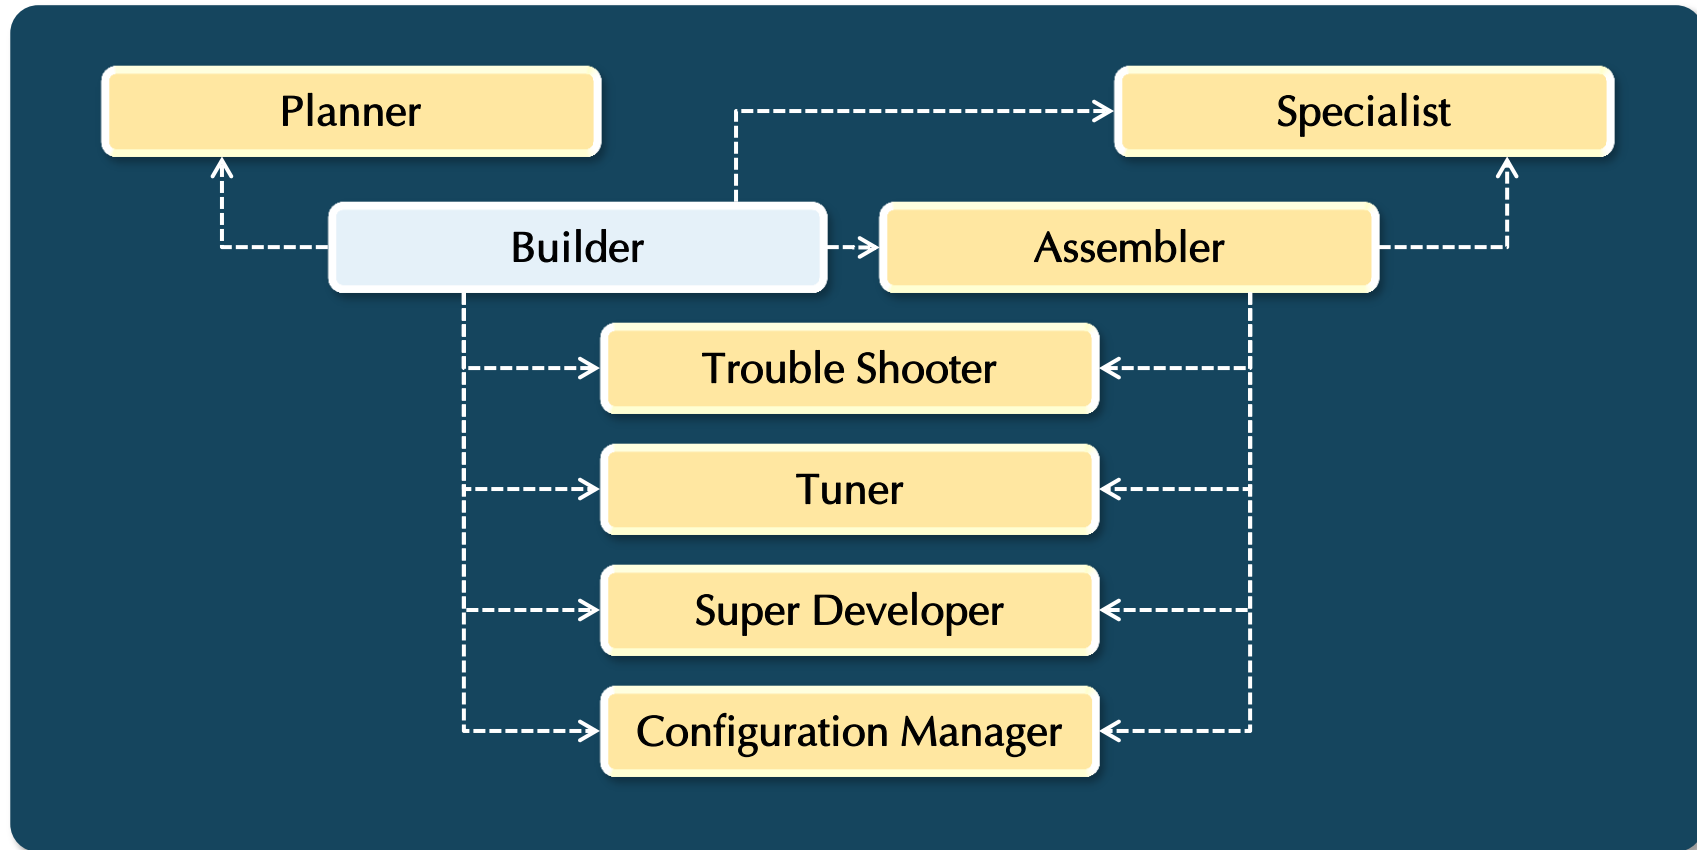 Planner
Specialist
Builder
Assembler
Trouble Shooter
Tuner
Super Developer
Configuration Manager